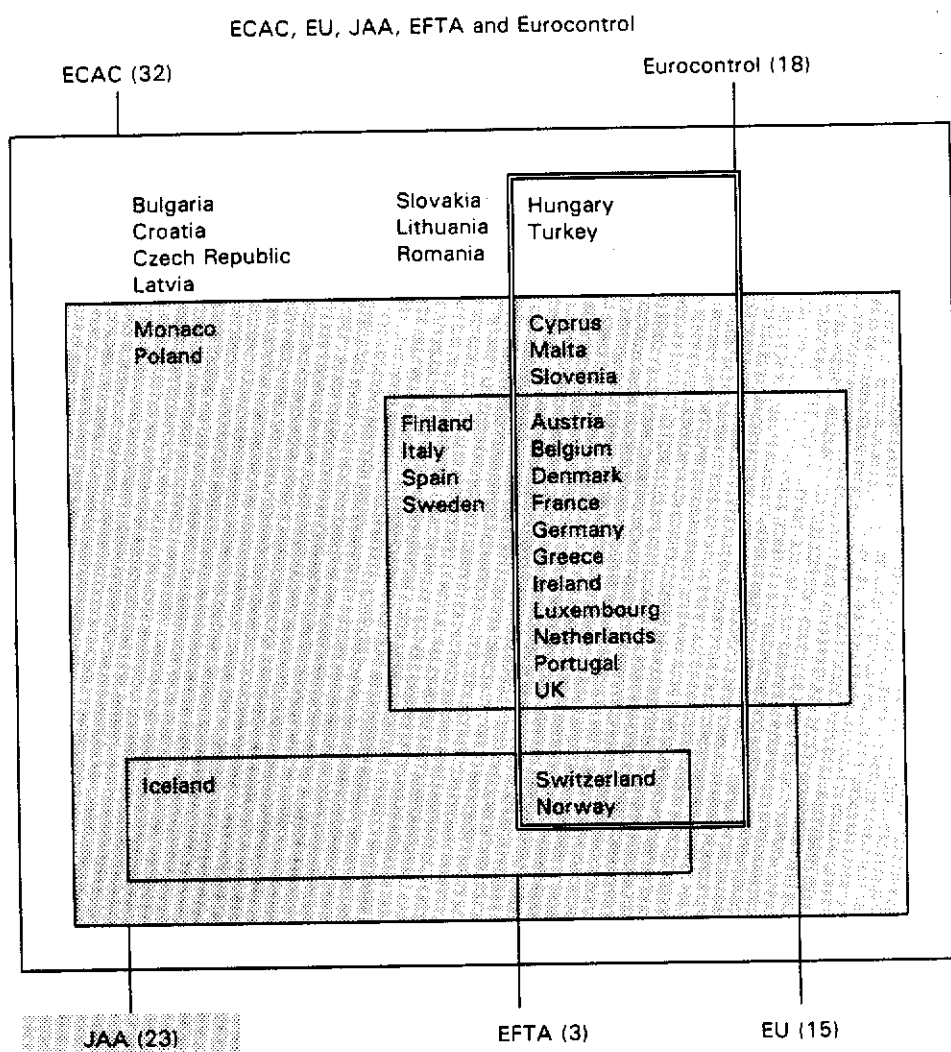 ECAC, EU, JAA, EFTA and Eurocontrol
ECAC (32)
Eurocontrol (18)
Bulgaria
Croatia
Czech Republic
Latvia
Slovakia
Lithuania
Romania
Hungary
Turkey
Monaco
Poland
Cyprus
Malta
Slovenia
Finland
Italy
Spain
Sweden
Austria
Belgium
Denmark
France
Germany
Greece
Ireland
Luxembourg
Netherlands
Portugal
UK
Iceland
Switzerland
Norway
JAA (23)
EFTA (3)
EU (15)